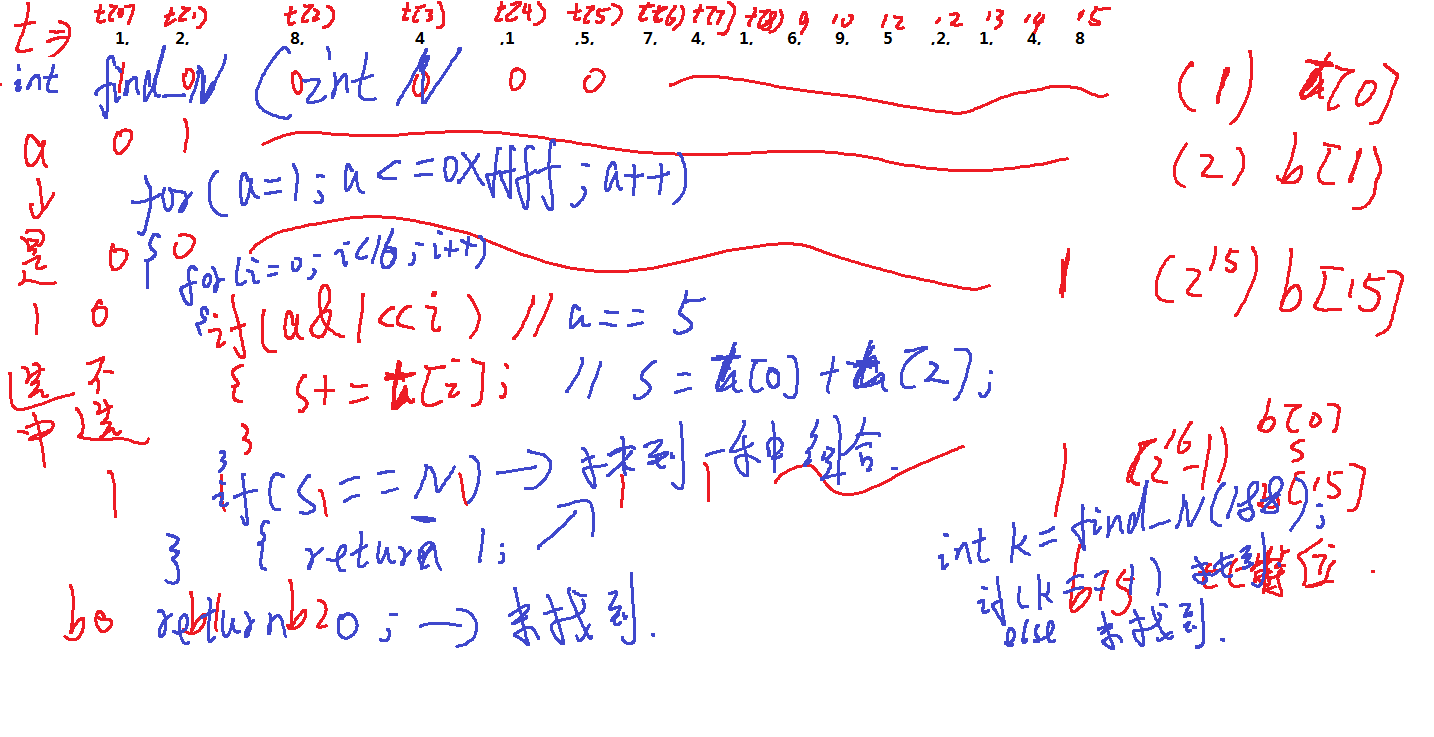 t⇒ t[0] t[1] t[2] t[3] t[4] t[5] t[6] t[7] t[8] 9 10 12 12 13 14 15
1, 2, 8, 4 ,1 ,5, 7, 4, 1, 6, 9, 5 ,2, 1, 4, 8
int find_N (int N
1 0 0 0 0 0
(1) t[0]
a 0 1
(2) b[1]
for(a=1; a<=0Xffff; a++)
↓
是 0 { 0
for(i=0; i<16; i++)
1 (2^15) b[15]
1 0 {if(a&1<<i) // a== 5
选中 不选
{ s+=t[i]; // s=t[0]+t[2];
}
b[0]
1 (2^16-1) [15]
1 } if(s==N) → 找到一种组合.
int k=find_N(188);
} { return 1;
if(k==1) 找到
b0 b1 b2 b15
return 0; → 未找到.
else 未找到.